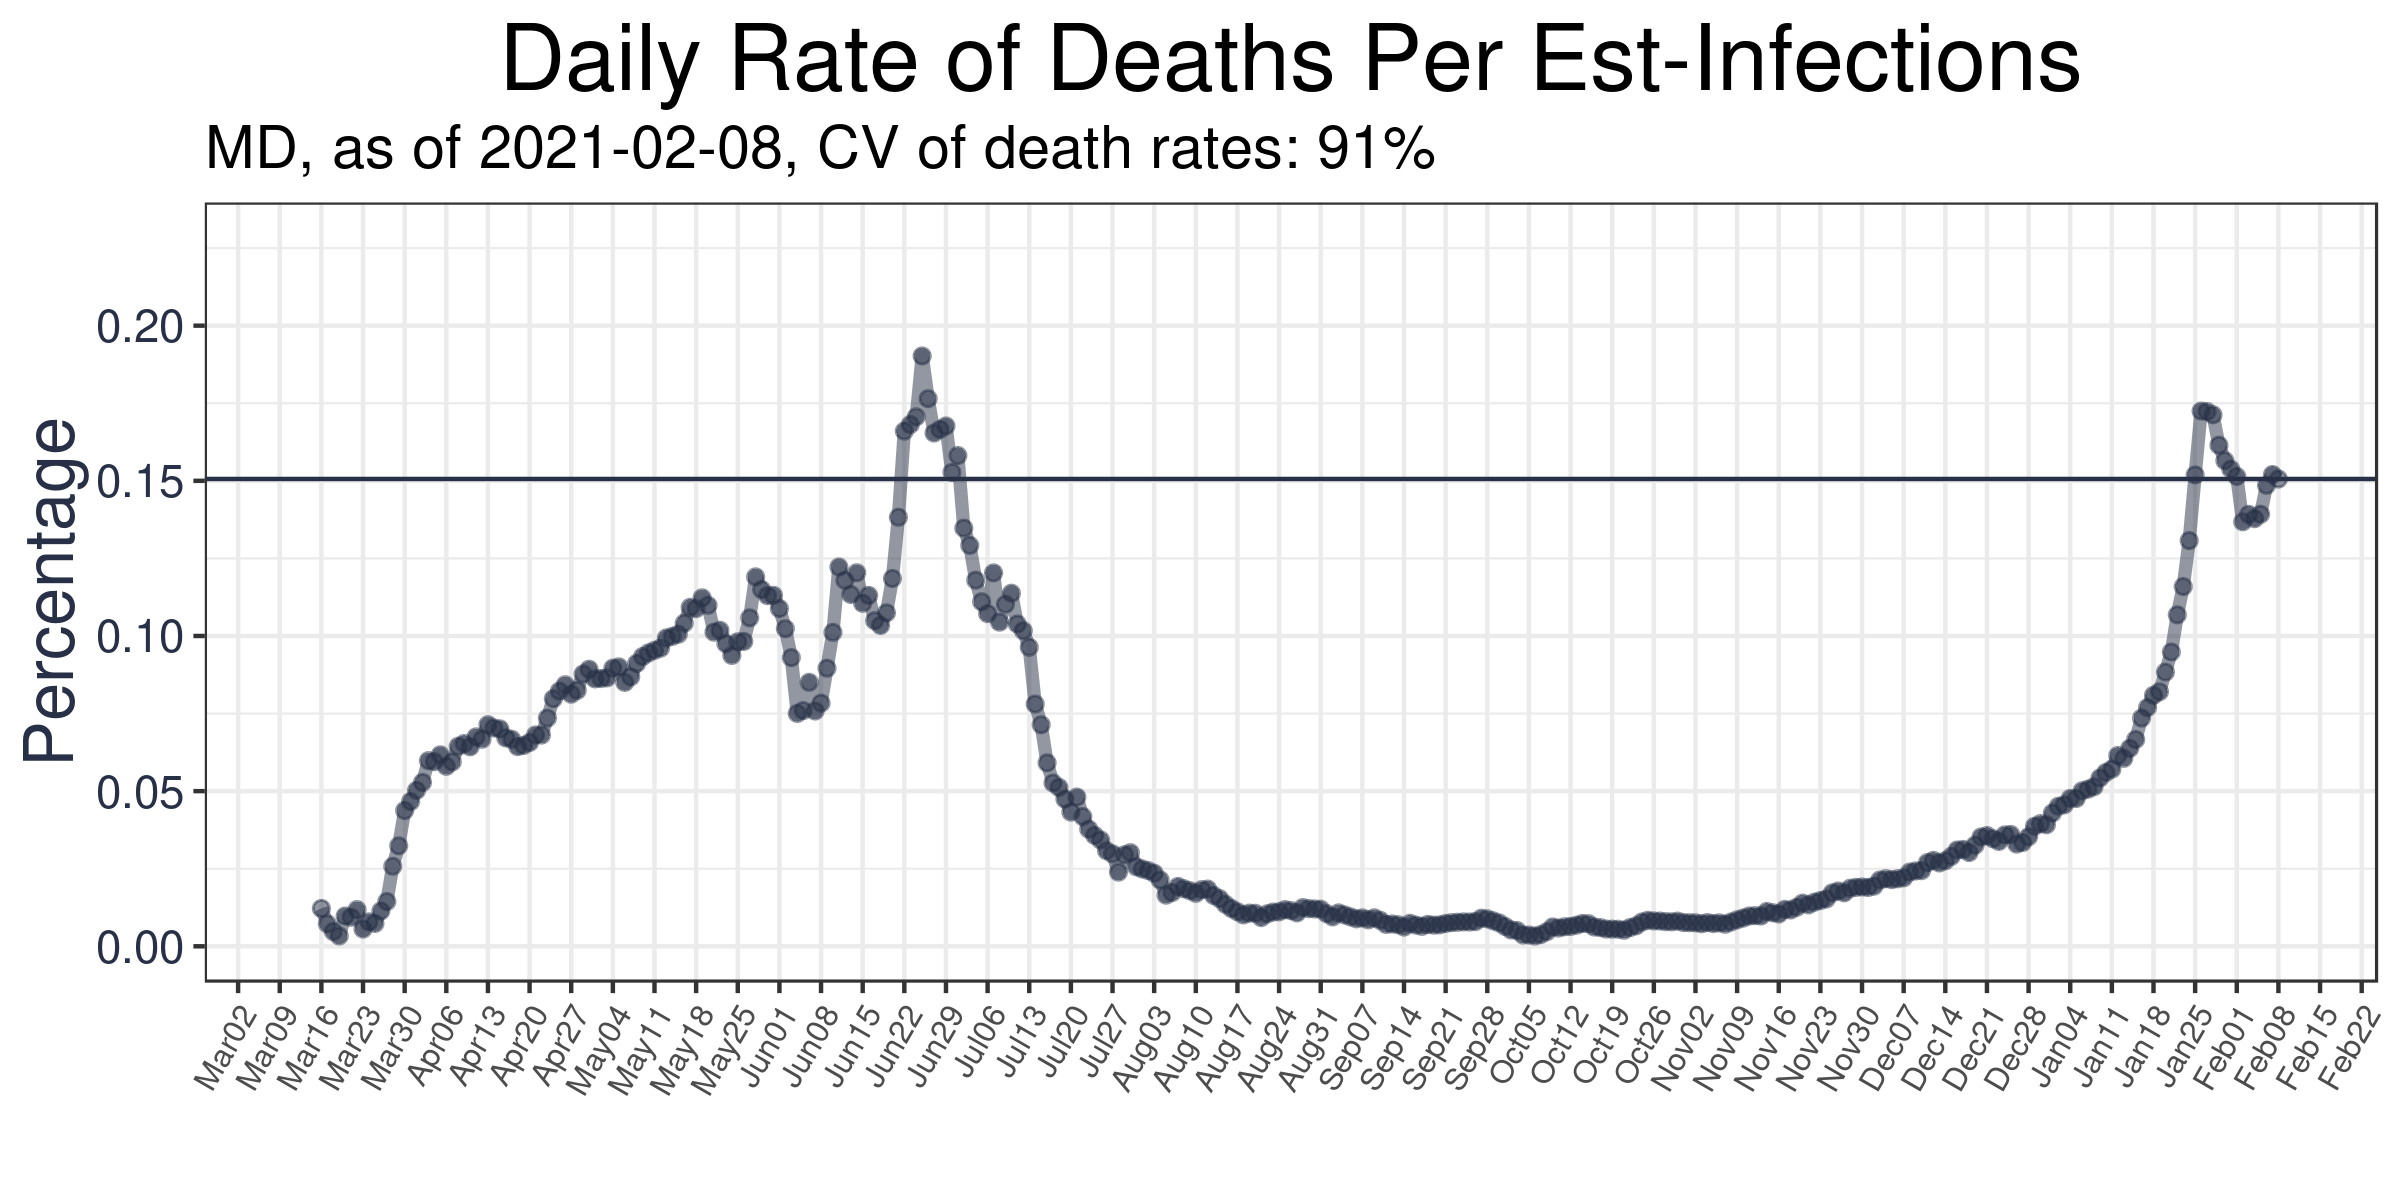 Daily Rate of Deaths Per Est-Infections
MD, as of 2021-02-08, CV of death rates: 91%
Percentage
0.20
0.15
0.10
0.05
0.00
Mar02 Mar09 Mar16 Mar23 Mar30 Apr06 Apr13 Apr20 Apr27 May04 May11 May18 May25 Jun01 Jun08 Jun15 Jun22 Jun29 Jul06 Jul13 Jul20 Jul27 Aug03 Aug10 Aug17 Aug24 Aug31 Sep07 Sep14 Sep21 Sep28 Oct05 Oct12 Oct19 Oct26 Nov02 Nov09 Nov16 Nov23 Nov30 Dec07 Dec14 Dec21 Dec28 Jan04 Jan11 Jan18 Jan25 Feb01 Feb08 Feb15 Feb22